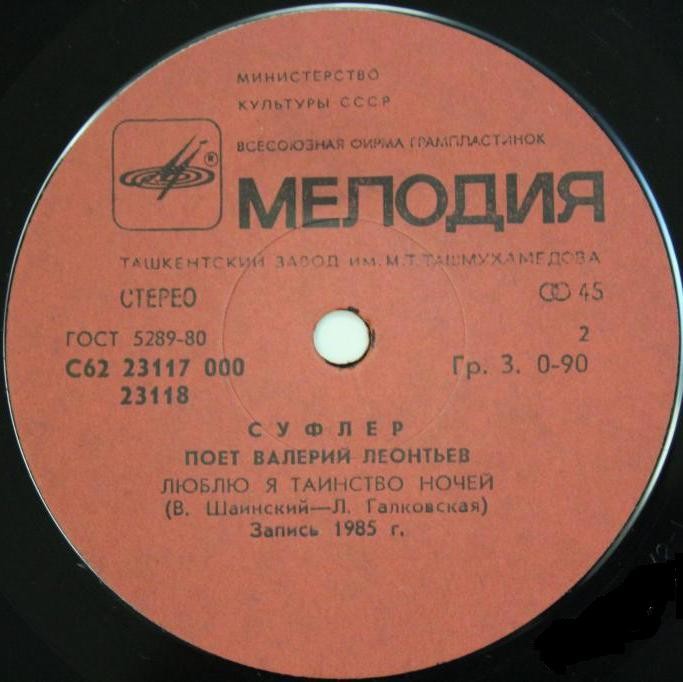 МИНИСТЕРСТВО
КУЛЬТУРЫ СССР
ВСЕСОЮЗНАЯ ФИРМА ГРАМПЛАСТИНОК
®
МЕЛОДИЯ
ТАШКЕНТСКИЙ ЗАВОД ИМ. М.Т. ТАШМУХАМЕДОВА
СТЕРЕО 45
ГОСТ 5289-80 2
С62 23117 000 Гр. 3. 0-90
23118
СУФЛЕР
ПОЕТ ВАЛЕРИЙ ЛЕОНТЬЕВ
ЛЮБЛЮ Я ТАИНСТВО НОЧЕЙ
(В. Шаинский—Л. Галковская)
Запись 1985 г.